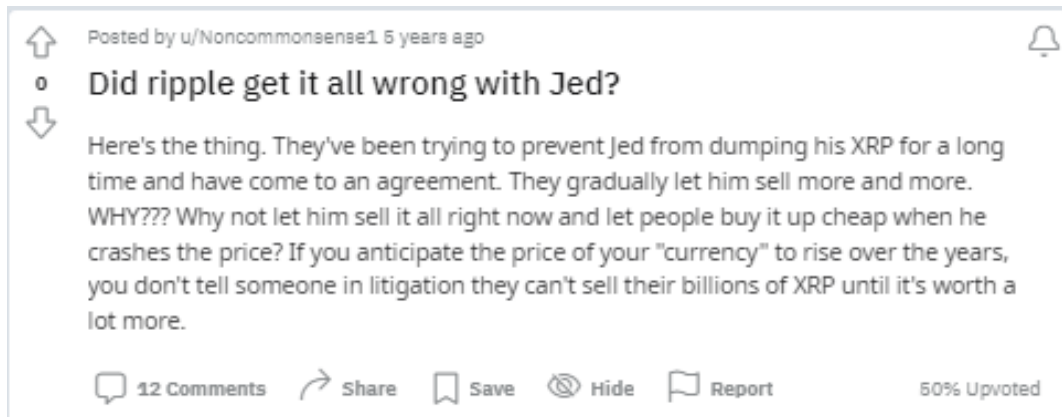 Posted by u/Noncommonsense1 5 years ago
0
Did ripple get it all wrong with Jed?
Here's the thing. They've been trying to prevent Jed from dumping his XRP for a long
time and have come to an agreement. They gradually let him sell more and more.
WHY??? Why not let him sell it all right now and let people buy it up cheap when he
crashes the price? If you anticipate the price of your "currency" to rise over the years,
you don't tell someone in litigation they can't sell their billions of XRP until it's worth a
lot more.
12 Comments Share Save Hide Report 50% Upvoted